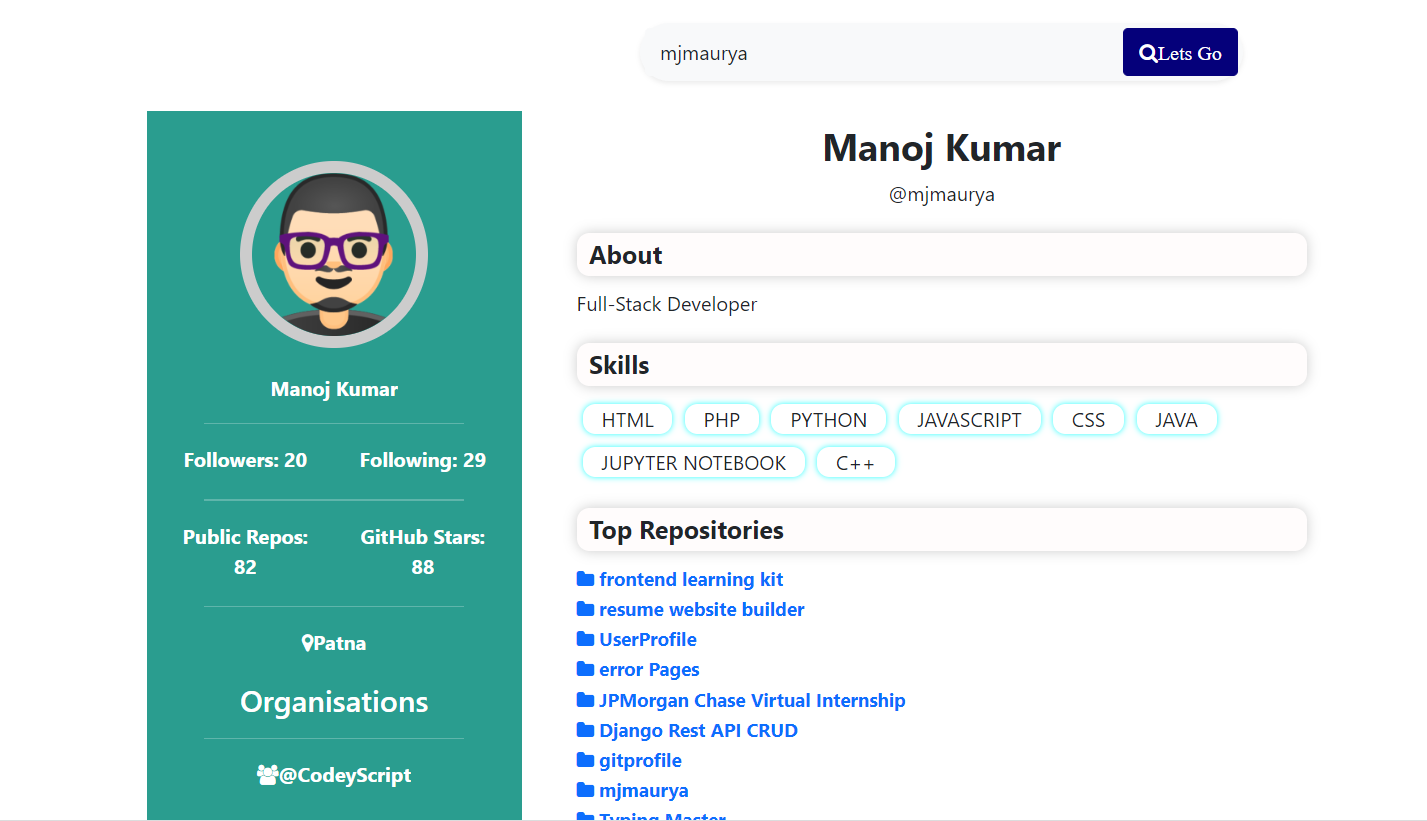 mjmaurya
Lets Go
Manoj Kumar
Followers: 20
Following: 29
Public Repos:
82
GitHub Stars:
88
Patna
Organisations
@CodeyScript
Manoj Kumar
@mjmaurya
About
Full-Stack Developer
Skills
HTML PHP PYTHON JAVASCRIPT CSS JAVA
JUPYTER NOTEBOOK C++
Top Repositories
frontend learning kit
resume website builder
UserProfile
error Pages
JPMorgan Chase Virtual Internship
Django Rest API CRUD
gitprofile
mjmaurya
Typing Master